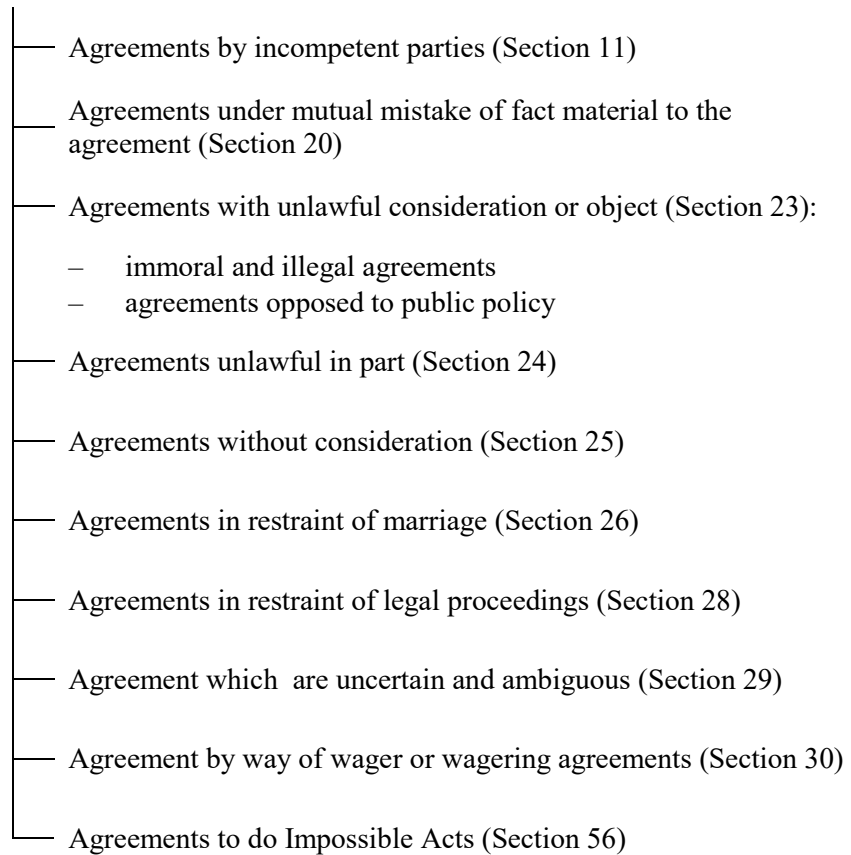 Agreements by incompetent parties (Section 11)
Agreements under mutual mistake of fact material to the
agreement (Section 20)
Agreements with unlawful consideration or object (Section 23):
– immoral and illegal agreements
– agreements opposed to public policy
Agreements unlawful in part (Section 24)
Agreements without consideration (Section 25)
Agreements in restraint of marriage (Section 26)
Agreements in restraint of legal proceedings (Section 28)
Agreement which  are uncertain and ambiguous (Section 29)
Agreement by way of wager or wagering agreements (Section 30)
Agreements to do Impossible Acts (Section 56)